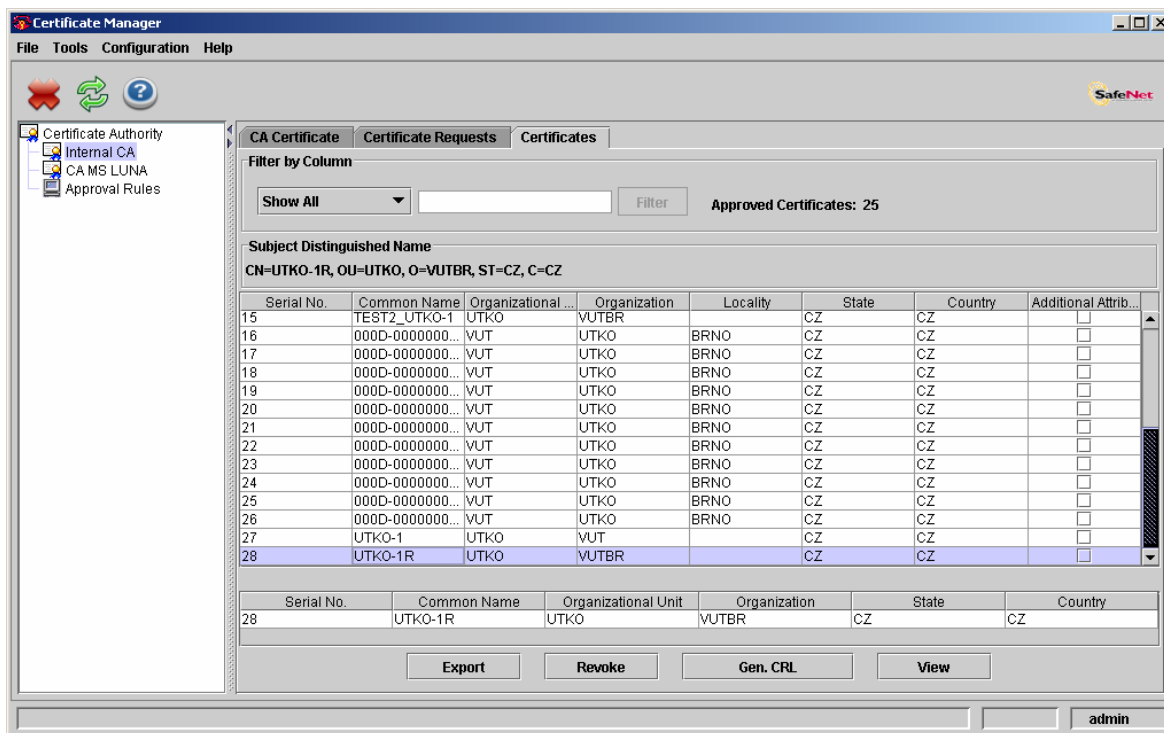 Certificate Manager
File Tools Configuration Help
SafeNet
Certificate Authority
Internal CA
CA MS LUNA
Approval Rules
CA Certificate Certificate Requests Certificates
Filter by Column
Show All Filter Approved Certificates: 25
Subject Distinguished Name
CN=UTKO-1R, OU=UTKO, O=VUTBR, ST=CZ, C=CZ
Serial No. Common Name Organizational ... Organization Locality State Country Additional Attrib...
15 TEST2_UTKO-1 UTKO VUTBR CZ CZ
16 000D-0000000... VUT UTKO BRNO CZ CZ
17 000D-0000000... VUT UTKO BRNO CZ CZ
18 000D-0000000... VUT UTKO BRNO CZ CZ
19 000D-0000000... VUT UTKO BRNO CZ CZ
20 000D-0000000... VUT UTKO BRNO CZ CZ
21 000D-0000000... VUT UTKO BRNO CZ CZ
22 000D-0000000... VUT UTKO BRNO CZ CZ
23 000D-0000000... VUT UTKO BRNO CZ CZ
24 000D-0000000... VUT UTKO BRNO CZ CZ
25 000D-0000000... VUT UTKO BRNO CZ CZ
26 000D-0000000... VUT UTKO BRNO CZ CZ
27 UTKO-1 UTKO VUT CZ CZ
28 UTKO-1R UTKO VUTBR CZ CZ
Serial No. Common Name Organizational Unit Organization State Country
28 UTKO-1R UTKO VUTBR CZ CZ
Export Revoke Gen. CRL View
admin